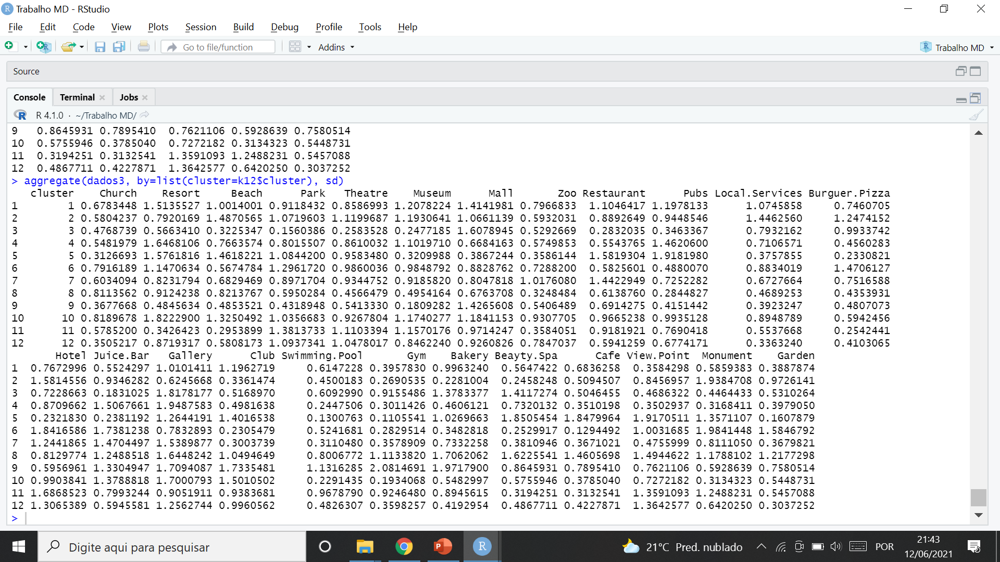 Trabalho MD - RStudio
File Edit Code View Plots Session Build Debug Profile Tools Help
Go to file/function Addins Trabalho MD
Source
Console Terminal Jobs
R 4.1.0 · ~/Trabalho MD/
9 0.8645931 0.7895410 0.7621106 0.5928639 0.7580514
10 0.5755946 0.3785040 0.7272182 0.3134323 0.5448731
11 0.3194251 0.3132541 1.3591093 1.2488231 0.5457088
12 0.4867711 0.4227871 1.3642577 0.6420250 0.3037252
> aggregate(dados3, by=list(cluster=k12$cluster), sd)
cluster Church Resort Beach Park Theatre Museum Mall Zoo Restaurant Pubs Local.Services Burguer.Pizza
1 1 0.6783448 1.5135527 1.0014001 0.9118432 0.8586993 1.2078224 1.4141981 0.7966833 1.1046417 1.1978133 1.0745858 0.7460705
2 2 0.5804237 0.7920169 1.4870565 1.0719603 1.1199687 1.1930641 1.0661139 0.5932031 0.8892649 0.9448546 1.4462560 1.2474152
3 3 0.4768739 0.5663410 0.3225347 0.1560386 0.2583528 0.2477185 1.6078945 0.5292669 0.2832035 0.3463367 0.7932162 0.9933742
4 4 0.5481979 1.6468106 0.7663574 0.8015507 0.8610032 1.1019710 0.6684163 0.5749853 0.5543765 1.4620600 0.7106571 0.4560283
5 5 0.3126693 1.5761816 1.4618221 1.0844200 0.9583480 0.3209988 0.3867244 0.3586144 1.5819304 1.9181980 0.3757855 0.2330821
6 6 0.7916189 1.1470634 0.5674784 1.2961720 0.9860036 0.9848792 0.8828762 0.7288200 0.5825601 0.4880070 0.8834019 1.4706127
7 7 0.6034094 0.8231794 0.6829469 0.8971704 0.9344752 0.9185820 0.8047818 1.0176080 1.4422949 0.7252282 0.6727664 0.7516588
8 8 0.8113562 0.9124238 0.8213767 0.5950284 0.4566479 0.4954164 0.6763708 0.3248484 0.6138760 0.2844827 0.4689253 0.4353931
9 9 0.3677668 0.4845634 0.4853521 0.4318948 0.5413330 0.1809282 1.4265608 0.5406489 0.6914275 0.4151442 0.3923247 0.4807073
10 10 0.8189678 1.8222900 1.3250492 1.0356683 0.9267804 1.1740277 1.1841153 0.9307705 0.9665238 0.9935128 0.8948789 0.5942456
11 11 0.5785200 0.3426423 0.2953899 1.3813733 1.1103394 1.1570176 0.9714247 0.3584051 0.9181921 0.7690418 0.5537668 0.2542441
12 12 0.3505217 0.8719317 0.5808173 1.0937341 1.0478017 0.8462240 0.9260826 0.7847037 0.5941259 0.6774171 0.3363240 0.4103065
Hotel Juice.Bar Gallery Club Swimming.Pool Gym Bakery Beayty.Spa Cafe View.Point Monument Garden
1 0.7672996 0.5524297 1.0101411 1.1962719 0.6147228 0.3957830 0.9963240 0.5647422 0.6836258 0.3584298 0.5859383 0.3887874
2 1.5814556 0.9346282 0.6245668 0.3361474 0.4500183 0.2690535 0.2281004 0.2458248 0.5094507 0.8456957 1.9384708 0.9726141
3 0.7228663 0.1831025 1.8178177 0.5168970 0.6092990 0.9155486 1.3783377 1.4117274 0.5046455 0.4686322 0.4464433 0.5310264
4 0.8709662 1.5067661 1.9487583 0.4981638 0.2447506 0.3011426 0.4606121 0.7320132 0.3510198 0.3502937 0.3168411 0.3979050
5 0.2321830 0.2381192 1.2644191 1.4016538 0.1300763 0.1105541 1.0269663 1.8505454 1.8479964 1.9170511 1.3571107 0.1607879
6 1.8416586 1.7381238 0.7832893 0.2305479 0.5241681 0.2829514 0.3482818 0.2529917 0.1294492 1.0031685 1.9841448 1.5846792
7 1.2441865 1.4704497 1.5389877 0.3003739 0.3110480 0.3578909 0.7332258 0.3810946 0.3671021 0.4755999 0.8111050 0.3679821
8 0.8129774 1.2488518 1.6448242 1.0494649 0.8006772 1.1133820 1.7062062 1.6225541 1.4605698 1.4944622 1.1788102 1.2177298
9 0.5956961 1.3304947 1.7094087 1.7335481 1.1316285 2.0814691 1.9717900 0.8645931 0.7895410 0.7621106 0.5928639 0.7580514
10 0.9903841 1.3788818 1.7000793 1.5010502 0.2291435 0.1934068 0.5482997 0.5755946 0.3785040 0.7272182 0.3134323 0.5448731
11 1.6868523 0.7993244 0.9051911 0.9383681 0.9678790 0.9246480 0.8945615 0.3194251 0.3132541 1.3591093 1.2488231 0.5457088
12 1.3065389 0.5945581 1.2562744 0.9960562 0.4826307 0.3598257 0.4192954 0.4867711 0.4227871 1.3642577 0.6420250 0.3037252
>
Digite aqui para pesquisar 21°C Pred. nublado POR 21:43
12/06/2021